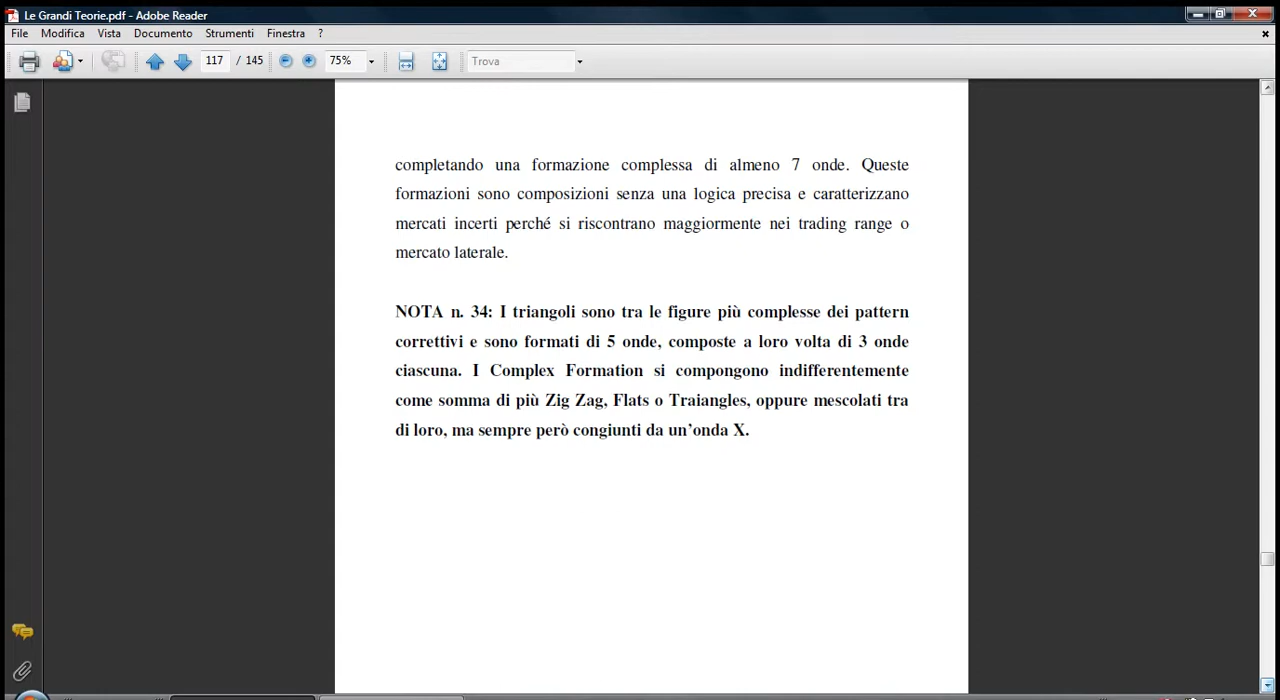 Le Grandi Teorie.pdf - Adobe Reader
File Modifica Vista Documento Strumenti Finestra ?
117 / 145 75% Trova
completando una formazione complessa di almeno 7 onde. Queste
formazioni sono composizioni senza una logica precisa e caratterizzano
mercati incerti perché si riscontrano maggiormente nei trading range o
mercato laterale.
NOTA n. 34: I triangoli sono tra le figure più complesse dei pattern
correttivi e sono formati di 5 onde, composte a loro volta di 3 onde
ciascuna. I Complex Formation si compongono indifferentemente
come somma di più Zig Zag, Flats o Traiangles, oppure mescolati tra
di loro, ma sempre però congiunti da un’onda X.